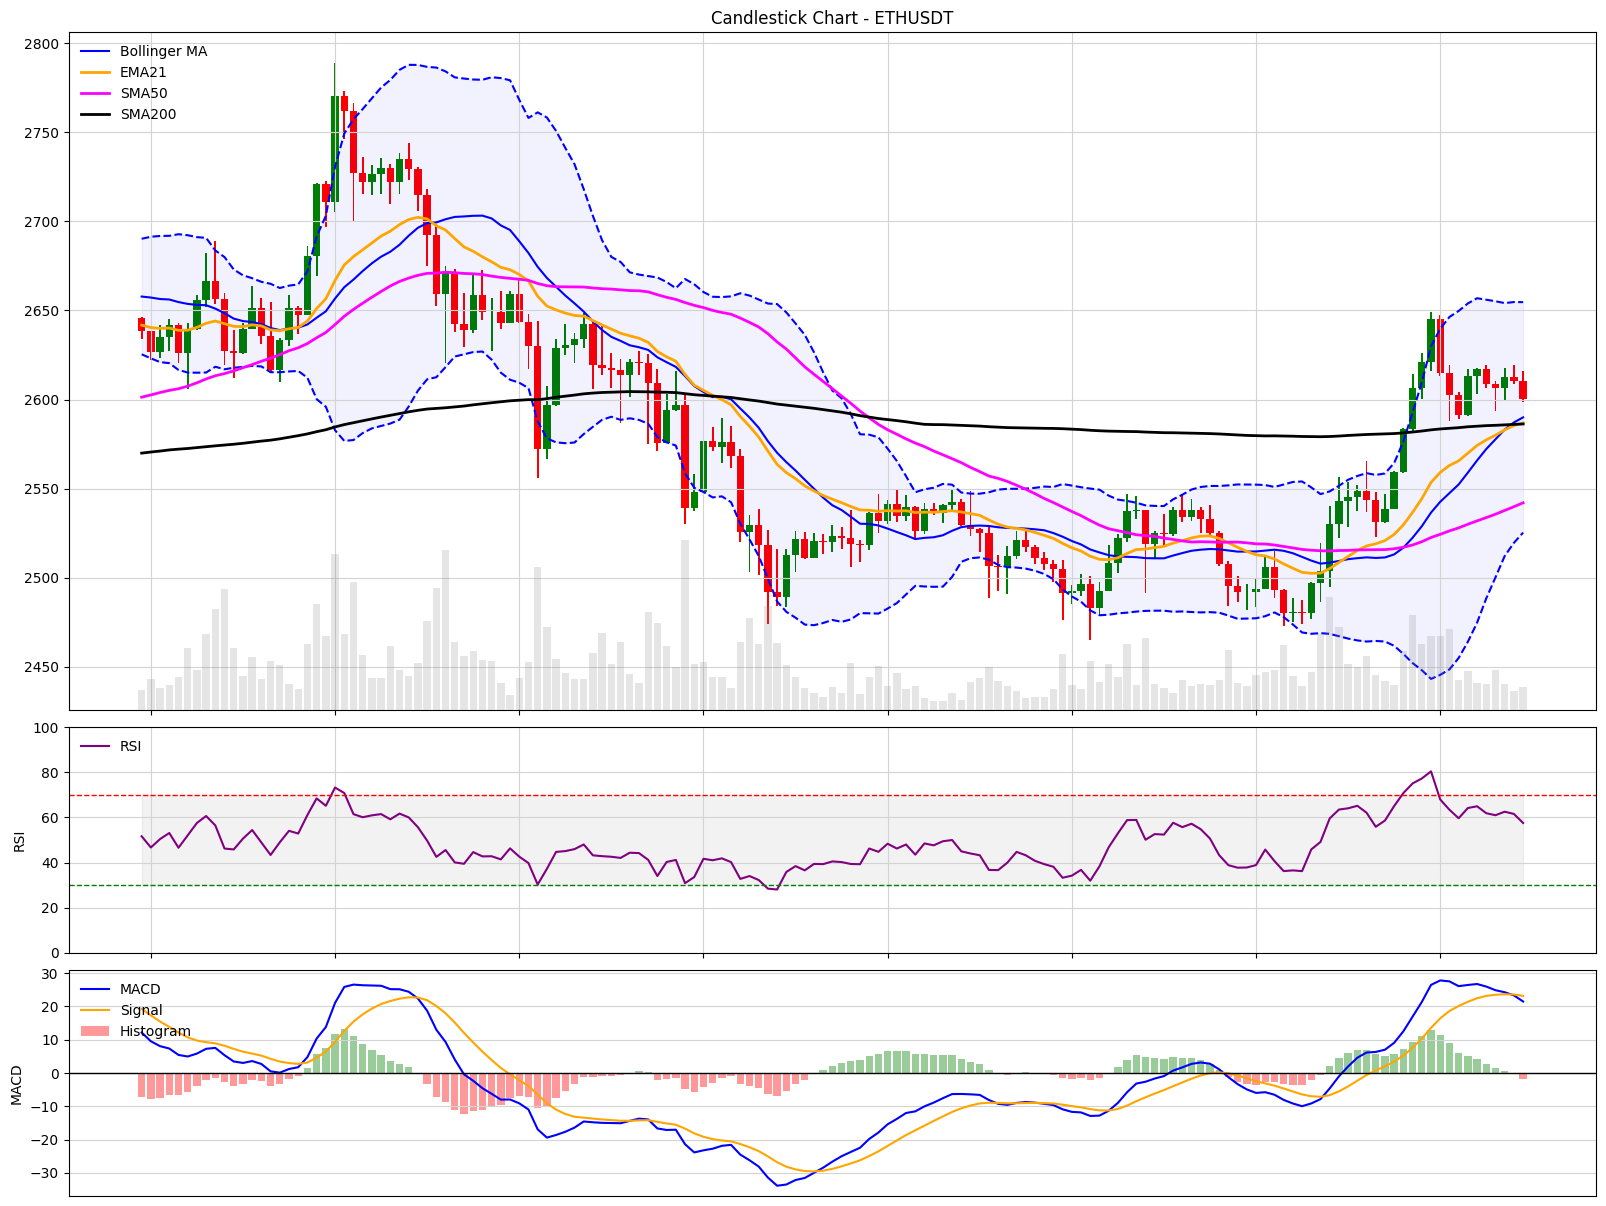 Candlestick Chart - ETHUSDT
2800
2750
2700
2650
2600
2550
2500
2450
Bollinger MA
EMA21
SMA50
SMA200
100
80
60
40
20
0
RSI
RSI
30
20
10
0
−10
−20
−30
MACD
MACD
Signal
Histogram